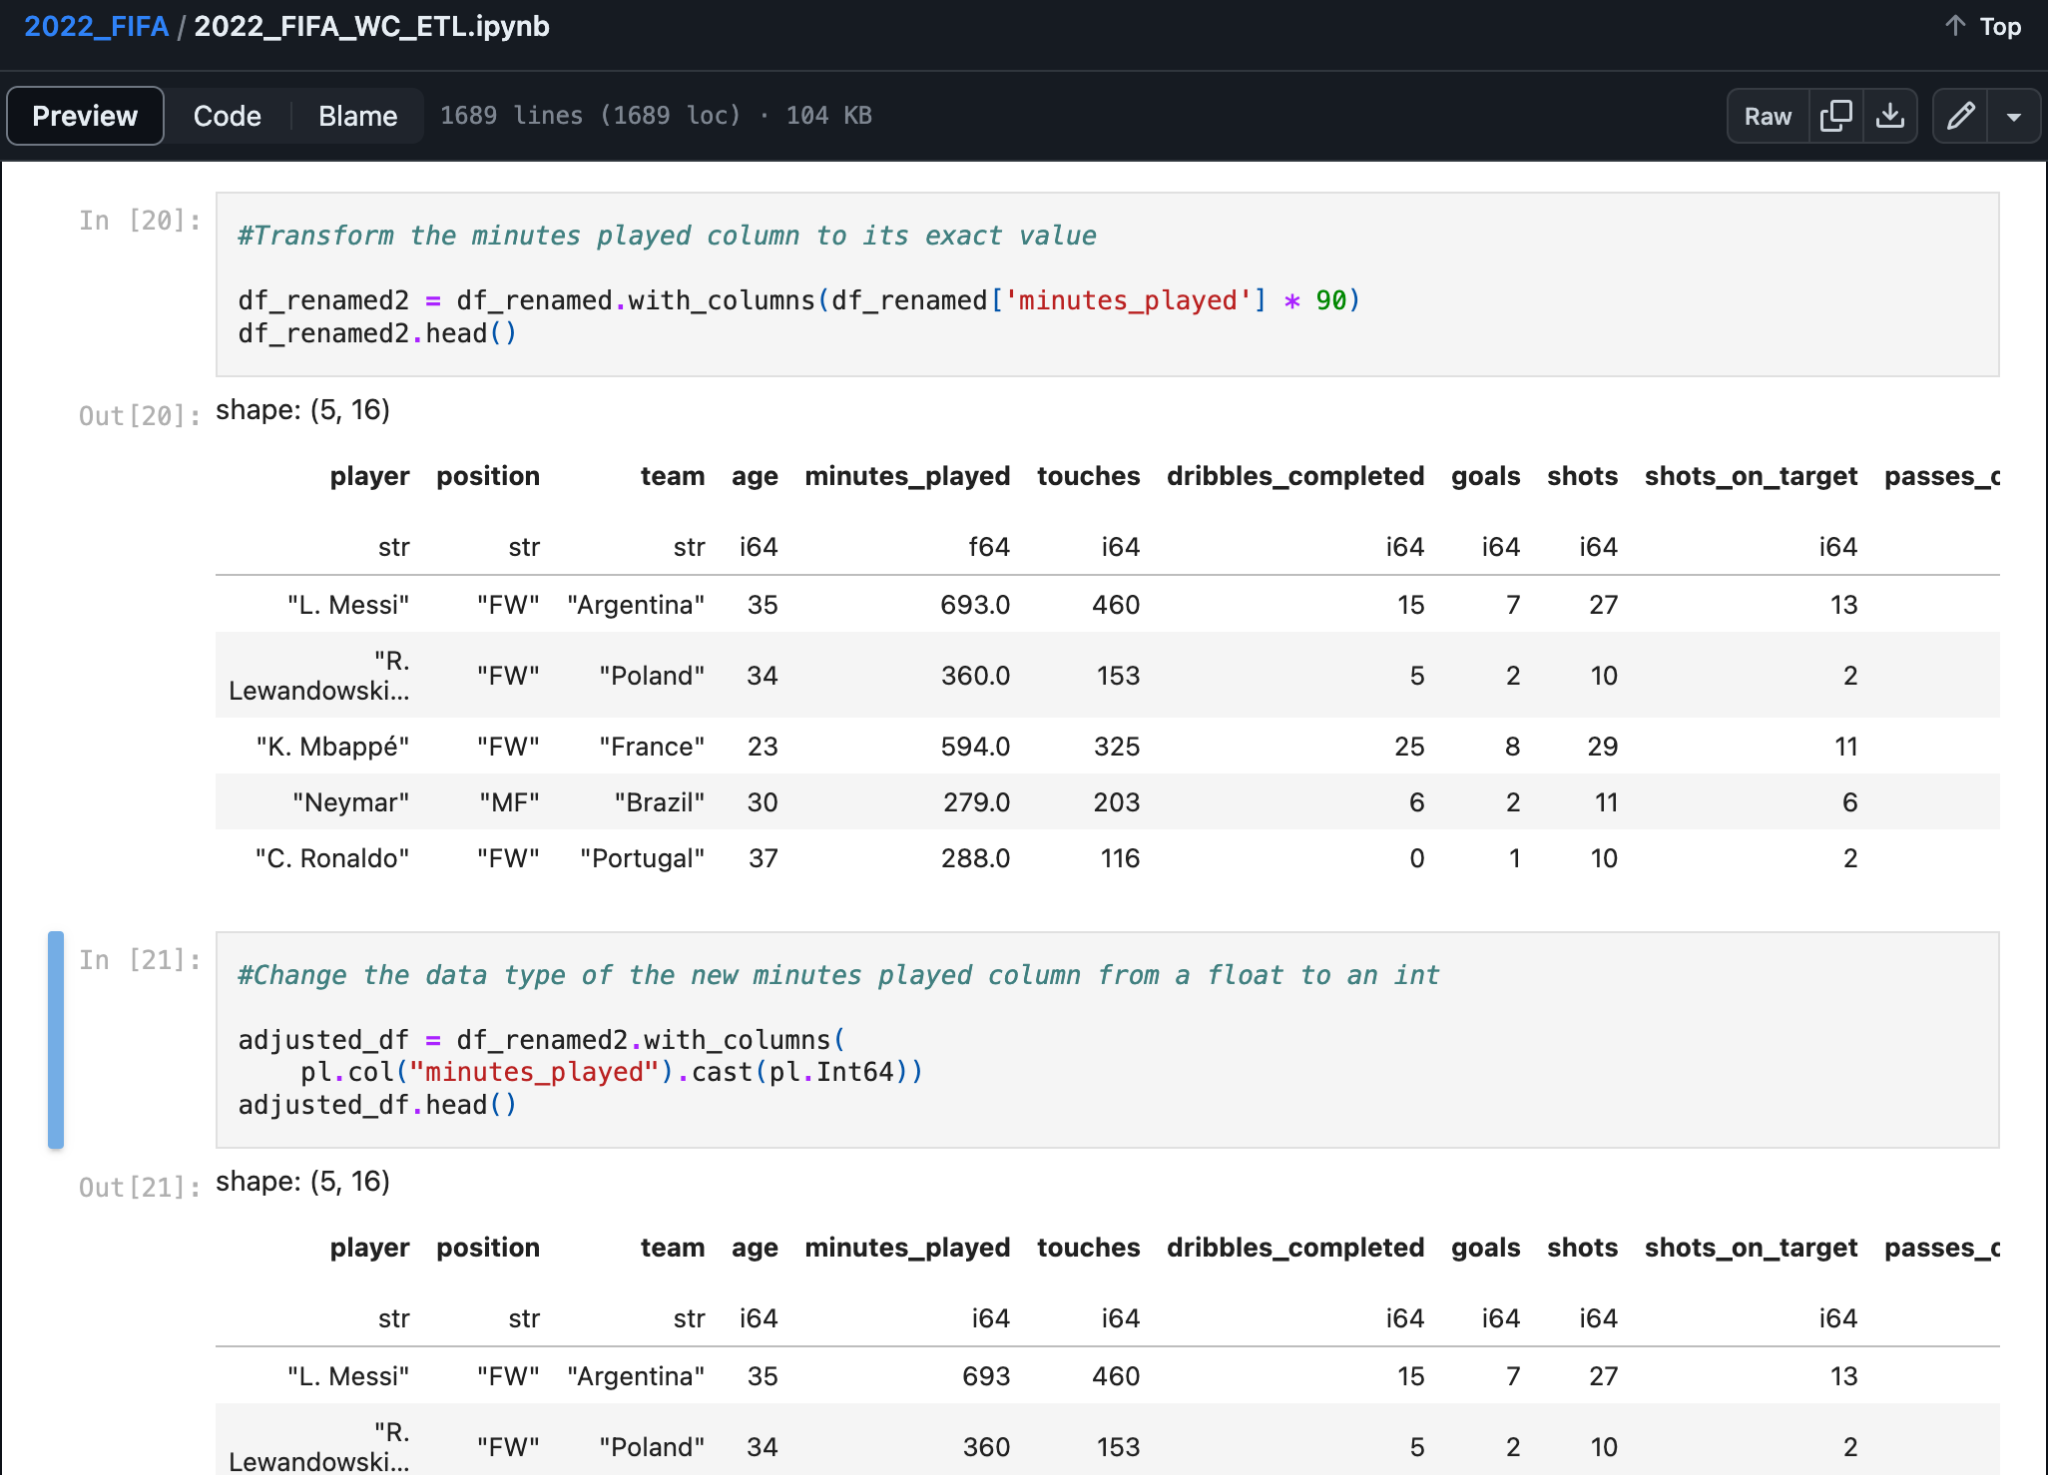 2022_FIFA / 2022_FIFA_WC_ETL.ipynb
Top
Preview Code Blame 1689 lines (1689 loc) · 104 KB Raw
In [20]:
#Transform the minutes played column to its exact value
df_renamed2 = df_renamed.with_columns(df_renamed['minutes_played'] * 90)
df_renamed2.head()
Out[20]: shape: (5, 16)
player position team age minutes_played touches dribbles_completed goals shots shots_on_target passes_c
str str str i64 f64 i64 i64 i64 i64 i64
"L. Messi" "FW" "Argentina" 35 693.0 460 15 7 27 13
"R. Lewandowski... "FW" "Poland" 34 360.0 153 5 2 10 2
"K. Mbappé" "FW" "France" 23 594.0 325 25 8 29 11
"Neymar" "MF" "Brazil" 30 279.0 203 6 2 11 6
"C. Ronaldo" "FW" "Portugal" 37 288.0 116 0 1 10 2
In [21]:
#Change the data type of the new minutes played column from a float to an int
adjusted_df = df_renamed2.with_columns(
pl.col("minutes_played").cast(pl.Int64))
adjusted_df.head()
Out[21]: shape: (5, 16)
player position team age minutes_played touches dribbles_completed goals shots shots_on_target passes_c
str str str i64 i64 i64 i64 i64 i64 i64
"L. Messi" "FW" "Argentina" 35 693 460 15 7 27 13
"R. Lewandowski... "FW" "Poland" 34 360 153 5 2 10 2